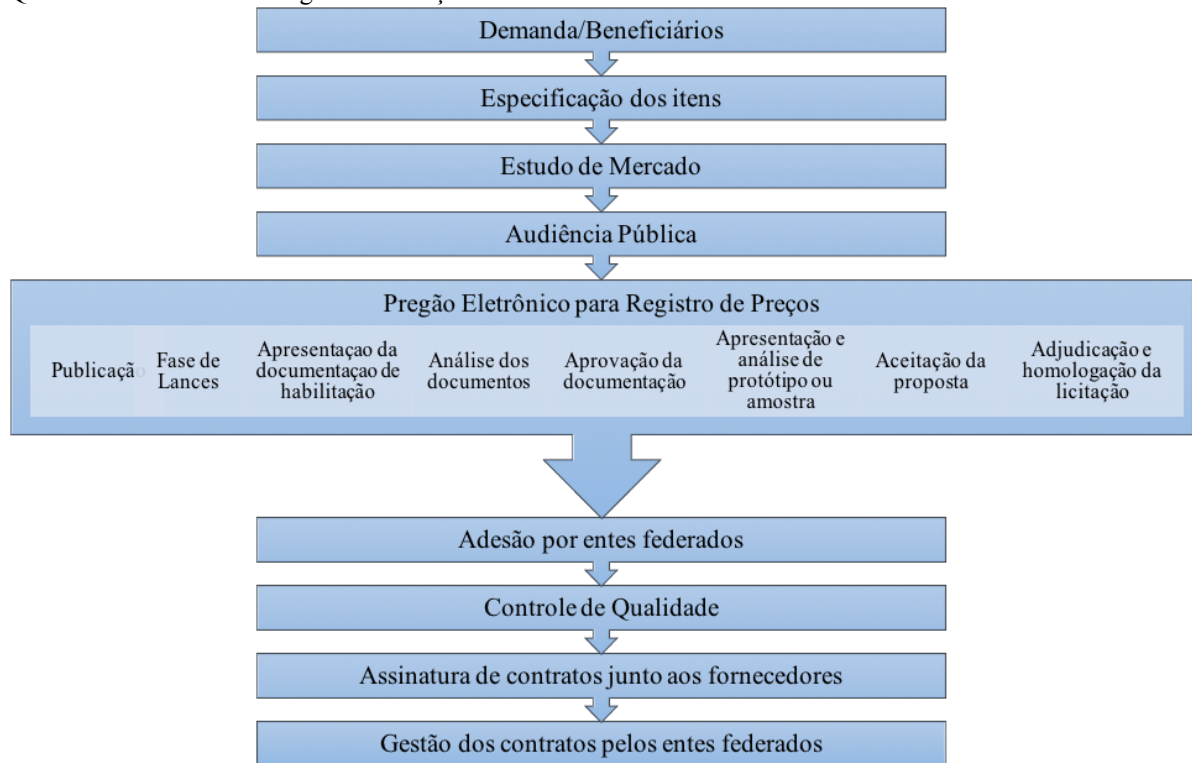 Demanda/Beneficiários
Especificação dos itens
Estudo de Mercado
Audiência Pública
Pregão Eletrônico para Registro de Preços
Publicação
Fase de
Lances
Apresentaçao da
documentaçao de
habilitação
Análise dos
documentos
Aprovação da
documentação
Apresentação e
análise de
protótipo ou
amostra
Aceitação da
proposta
Adjudicação e
homologação da
licitação
Adesão por entes federados
Controle de Qualidade
Assinatura de contratos junto aos fornecedores
Gestão dos contratos pelos entes federados